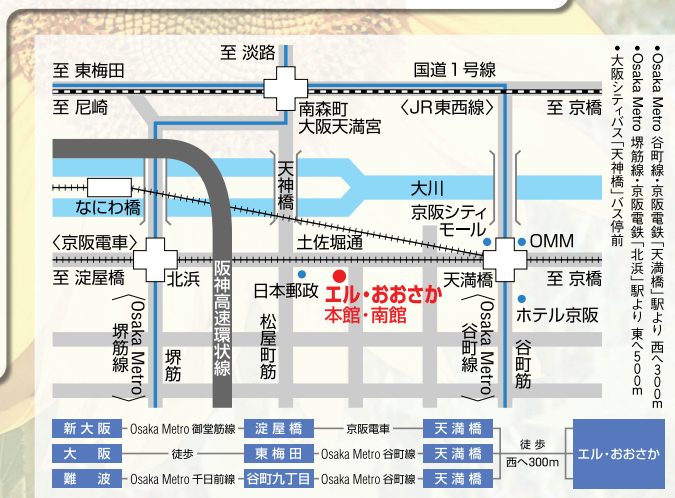 至 淡路
至 東梅田
国道1号線
至 尼崎
南森町
大阪天満宮
〈JR東西線〉
至 京橋
天神橋
大川
なにわ橋
京阪シティ
モール
〈京阪電車〉
土佐堀通
OMM
至 淀屋橋
北浜
阪神高速環状線
日本郵政
エル・おおさか
本館・南館
天満橋
至 京橋
ホテル京阪
〈Osaka Metro 堺筋線〉
堺筋
松屋町筋
〈Osaka Metro 谷町線〉
谷町筋
●Osaka Metro 谷町線・京阪電鉄「天満橋」駅より 西へ300m
●Osaka Metro 堺筋線・京阪電鉄「北浜」駅より 東へ500m
●大阪シティバス「天神橋」バス停前
新大阪 Osaka Metro 御堂筋線 淀屋橋 京阪電車 天満橋
大阪 徒歩 東梅田 Osaka Metro 谷町線 天満橋
難波 Osaka Metro 千日前線 谷町九丁目 Osaka Metro 谷町線 天満橋
徒歩
西へ300m
エル・おおさか